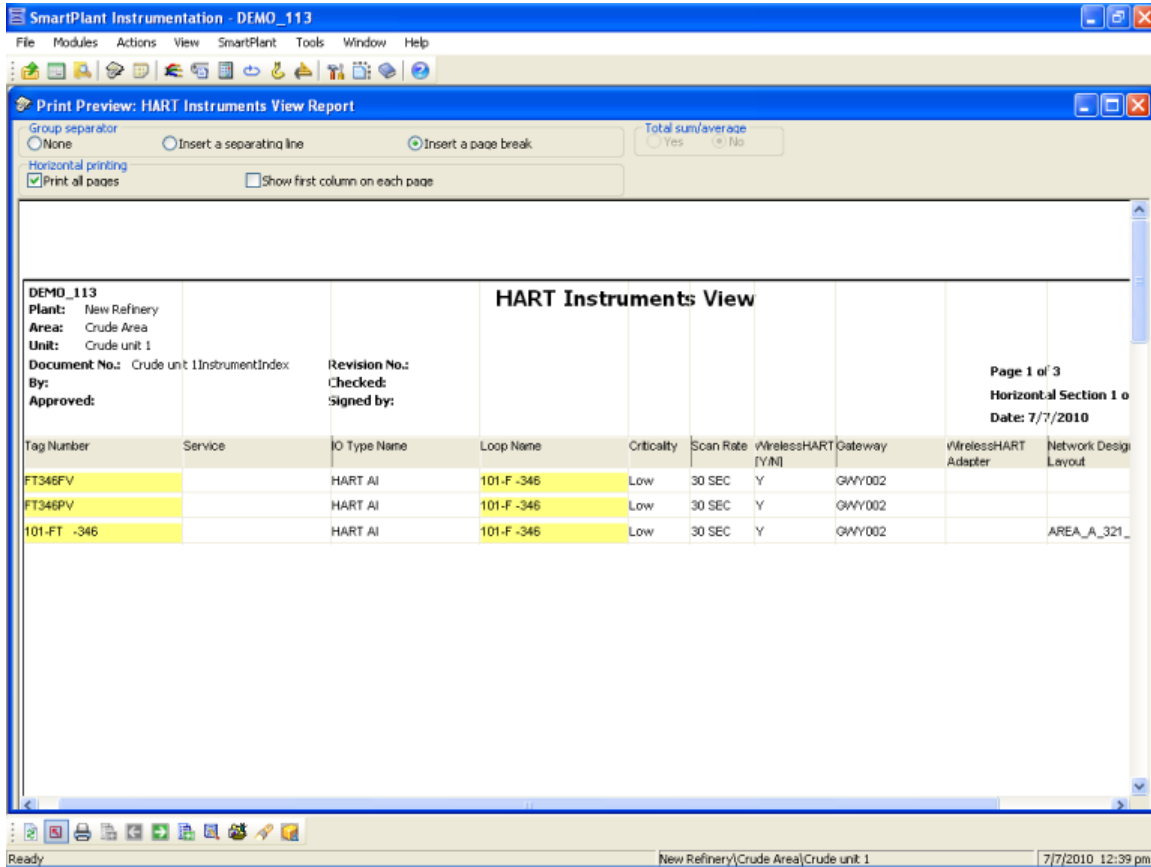 SmartPlant Instrumentation - DEMO_113
File Modules Actions View SmartPlant Tools Window Help
Print Preview: HART Instruments View Report
Group separator
None Insert a separating line Insert a page break
Total sum/average
Yes No
Horizontal printing
Print all pages Show first column on each page
DEMO_113
HART Instruments View
Plant: New Refinery
Area: Crude Area
Unit: Crude unit 1
Document No.: Crude unit 1InstrumentIndex Revision No.:
By: Checked:
Approved: Signed by:
Page 1 of 3
Horizontal Section 1 o
Date: 7/7/2010
Tag Number Service IO Type Name Loop Name Criticality Scan Rate WirelessHART Gateway WirelessHART Network Desig
[Y/N] Adapter Layout
FT346FV HART AI 101-F -346 Low 30 SEC Y GWY002
FT346PV HART AI 101-F -346 Low 30 SEC Y GWY002
101-FT -346 HART AI 101-F -346 Low 30 SEC Y GWY002 AREA_A_321_
Ready New Refinery\Crude Area\Crude unit 1 7/7/2010 12:39 pm